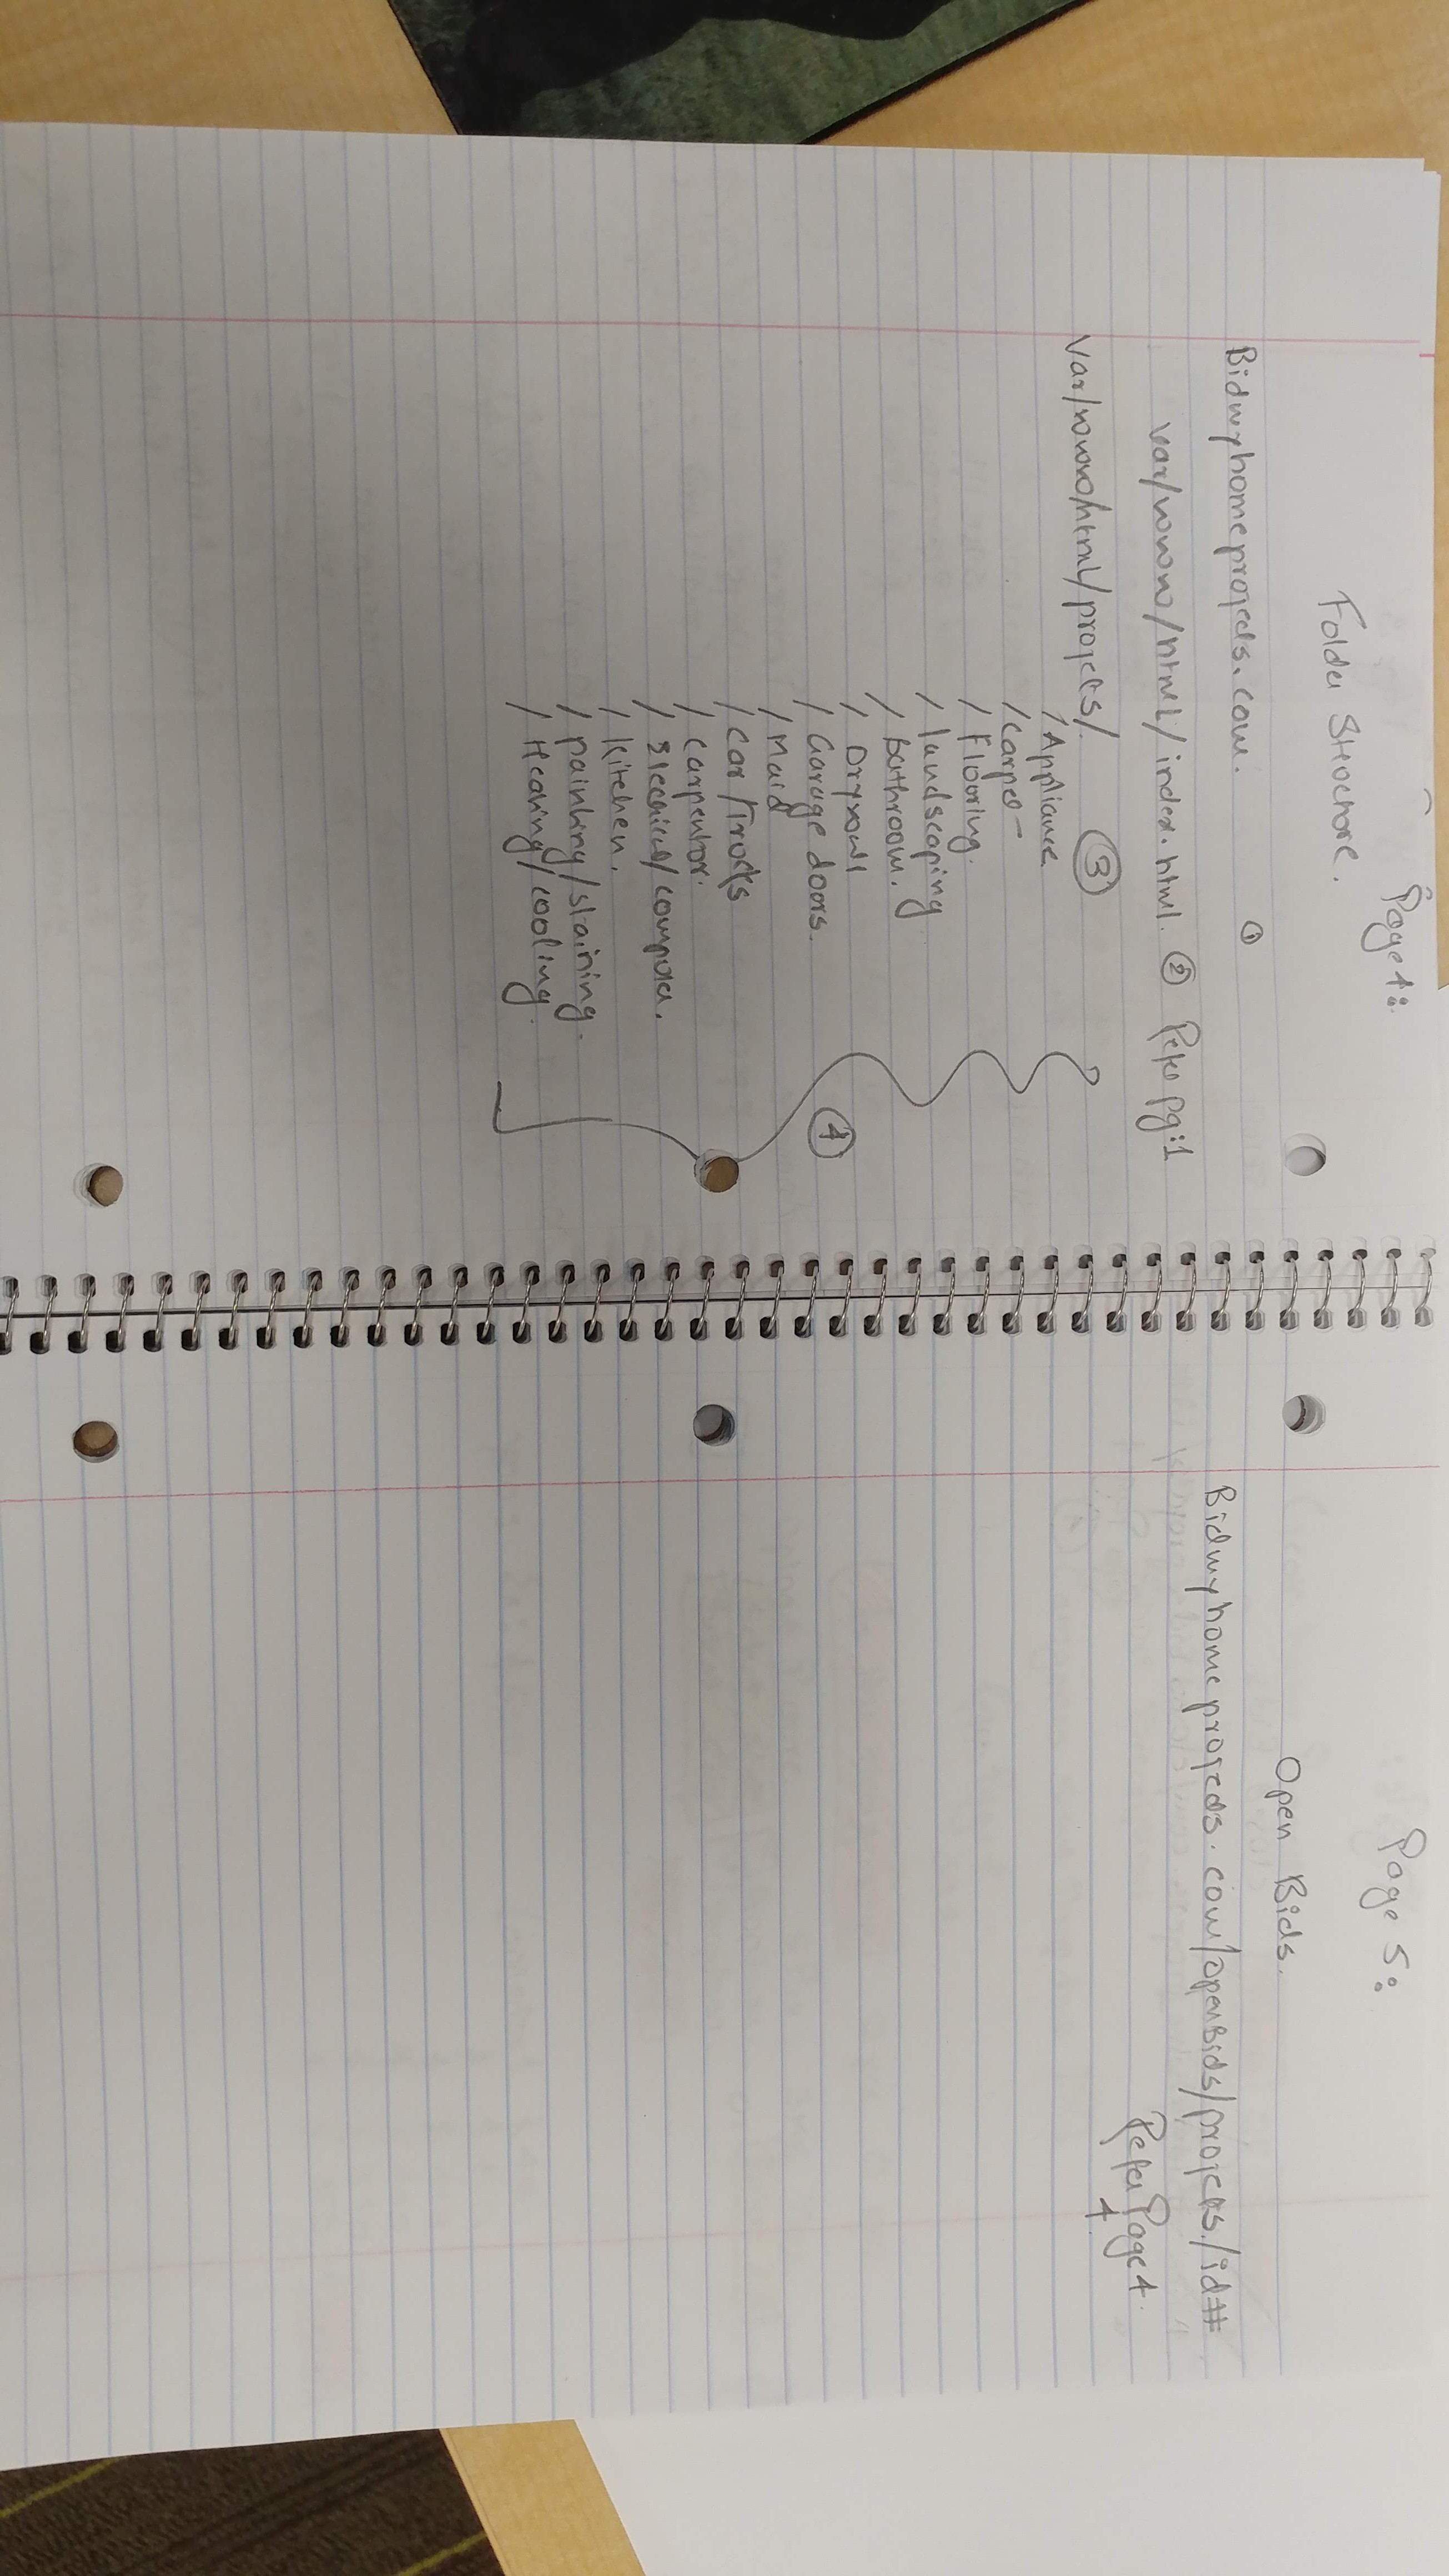 Page 4:
Folder Structure.
Bidmyhomeprojects.com. ①
var/www/html/index.html. ② Refer pg:1
var/www/html/projects/. ③
/ Appliance
/ carpet
/ Flooring.
/ landscaping
/ Bathroom.
/ Drywall
/ Garage doors.
/ Maid
/ car /Trucks
/ carpentor.
/ Electrical/ computer.
/ Kitchen.
/ painting/staining.
/ Heating/cooling.
④
Page 5:
Open Bids.
Bidmyhomeprojects.com/openBids/projects./id#
Refer Page 4.
4.